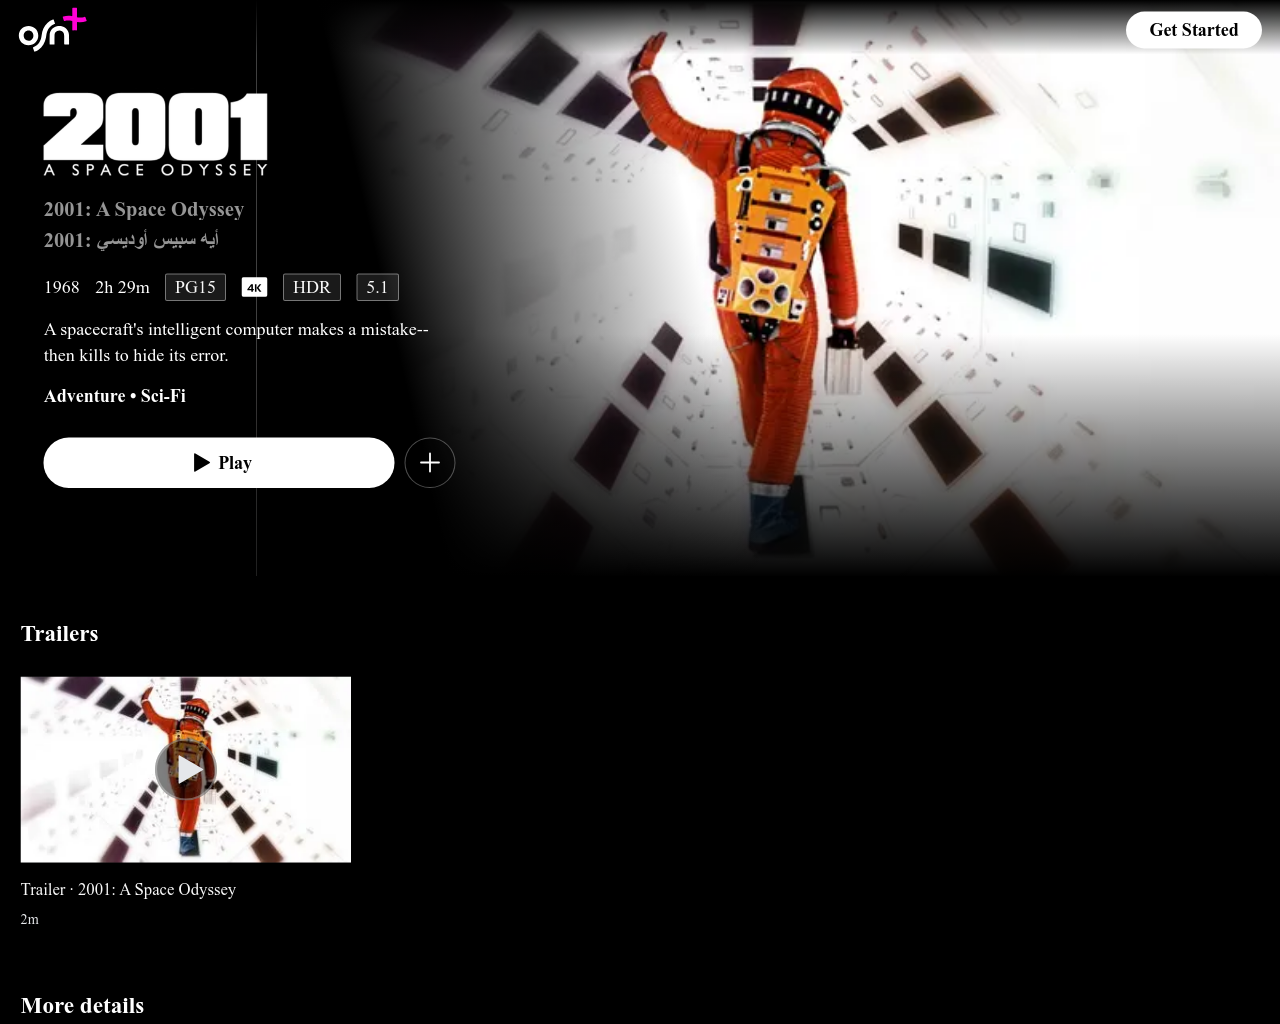 osn+
Get Started
2001
A SPACE ODYSSEY
2001: A Space Odyssey
2001: أيه سبيس أوديسي
1968 2h 29m PG15 4K HDR 5.1
A spacecraft's intelligent computer makes a mistake--
then kills to hide its error.
Adventure • Sci-Fi
Play
Trailers
Trailer · 2001: A Space Odyssey
2m
More details